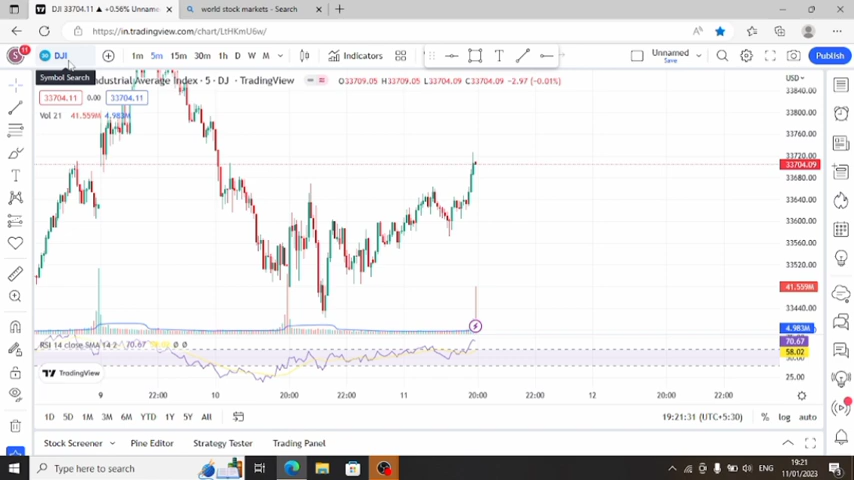 DJI 33704.11 ▲ +0.56% Unname
world stock markets - Search
https://in.tradingview.com/chart/LtHKmU6w/
11
DJI
1m 5m 15m 30m 1h D W M
Indicators
Unnamed
Save
Publish
Symbol Search
Industrial Average Index · 5 · DJ · TradingView
O33709.05 H33709.05 L33704.09 C33704.09 −2.97 (−0.01%)
USD
33704.11 0.00 33704.11
Vol 21 41.559M 4.983M
33840.00
33800.00
33760.00
33720.00
33704.09
33680.00
33640.00
33600.00
33560.00
33520.00
41.559M
33440.00
4.983M
RSI 14 close SMA 14 2 70.67 58.02 0 0
70.67
58.02
25.00
TradingView
9 20:00 22:00 10 20:00 22:00 11 20:00 22:00 12 20:00 22:00
1D 5D 1M 3M 6M YTD 1Y 5Y All
19:21:31 (UTC+5:30) % log auto
Stock Screener Pine Editor Strategy Tester Trading Panel
Type here to search
ENG
19:21
11/01/2023
3